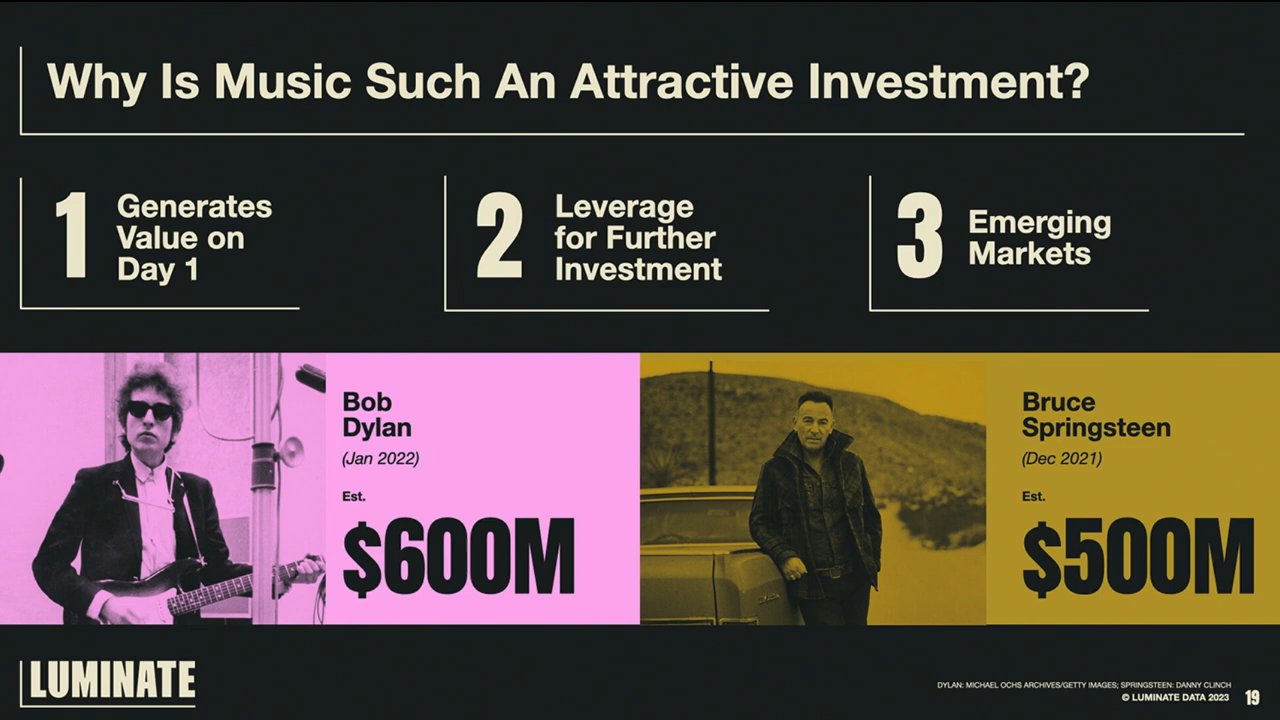 Why Is Music Such An Attractive Investment?
1
Generates
Value on
Day 1
2
Leverage
for Further
Investment
3
Emerging
Markets
Bob
Dylan
(Jan 2022)
Est.
$600M
Bruce
Springsteen
(Dec 2021)
Est.
$500M
LUMINATE
DYLAN: MICHAEL OCHS ARCHIVES/GETTY IMAGES; SPRINGSTEEN: DANNY CLINCH
© LUMINATE DATA 2023
19